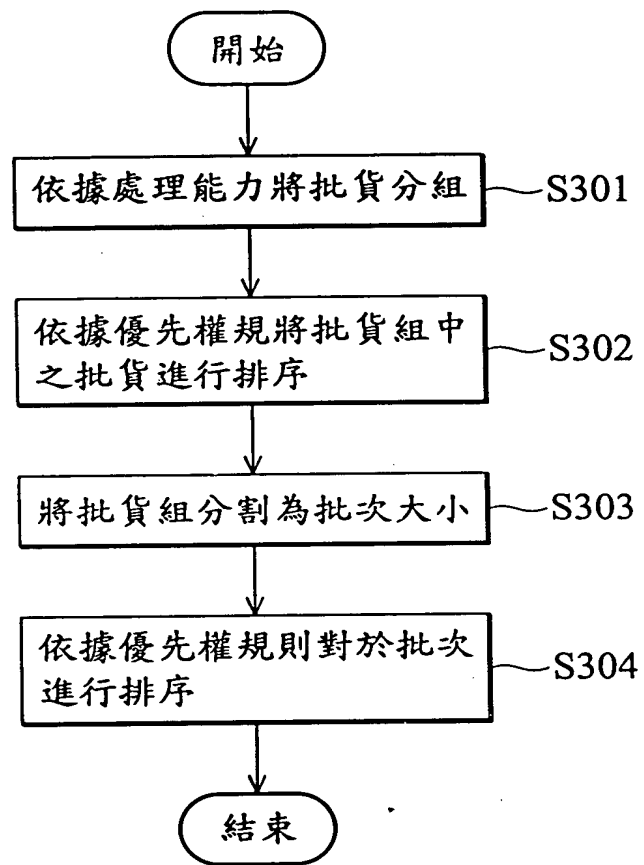 開始
依據處理能力將批貨分組
S301
依據優先權規將批貨組中
之批貨進行排序
S302
將批貨組分割為批次大小
S303
依據優先權規則對於批次
進行排序
S304
結束